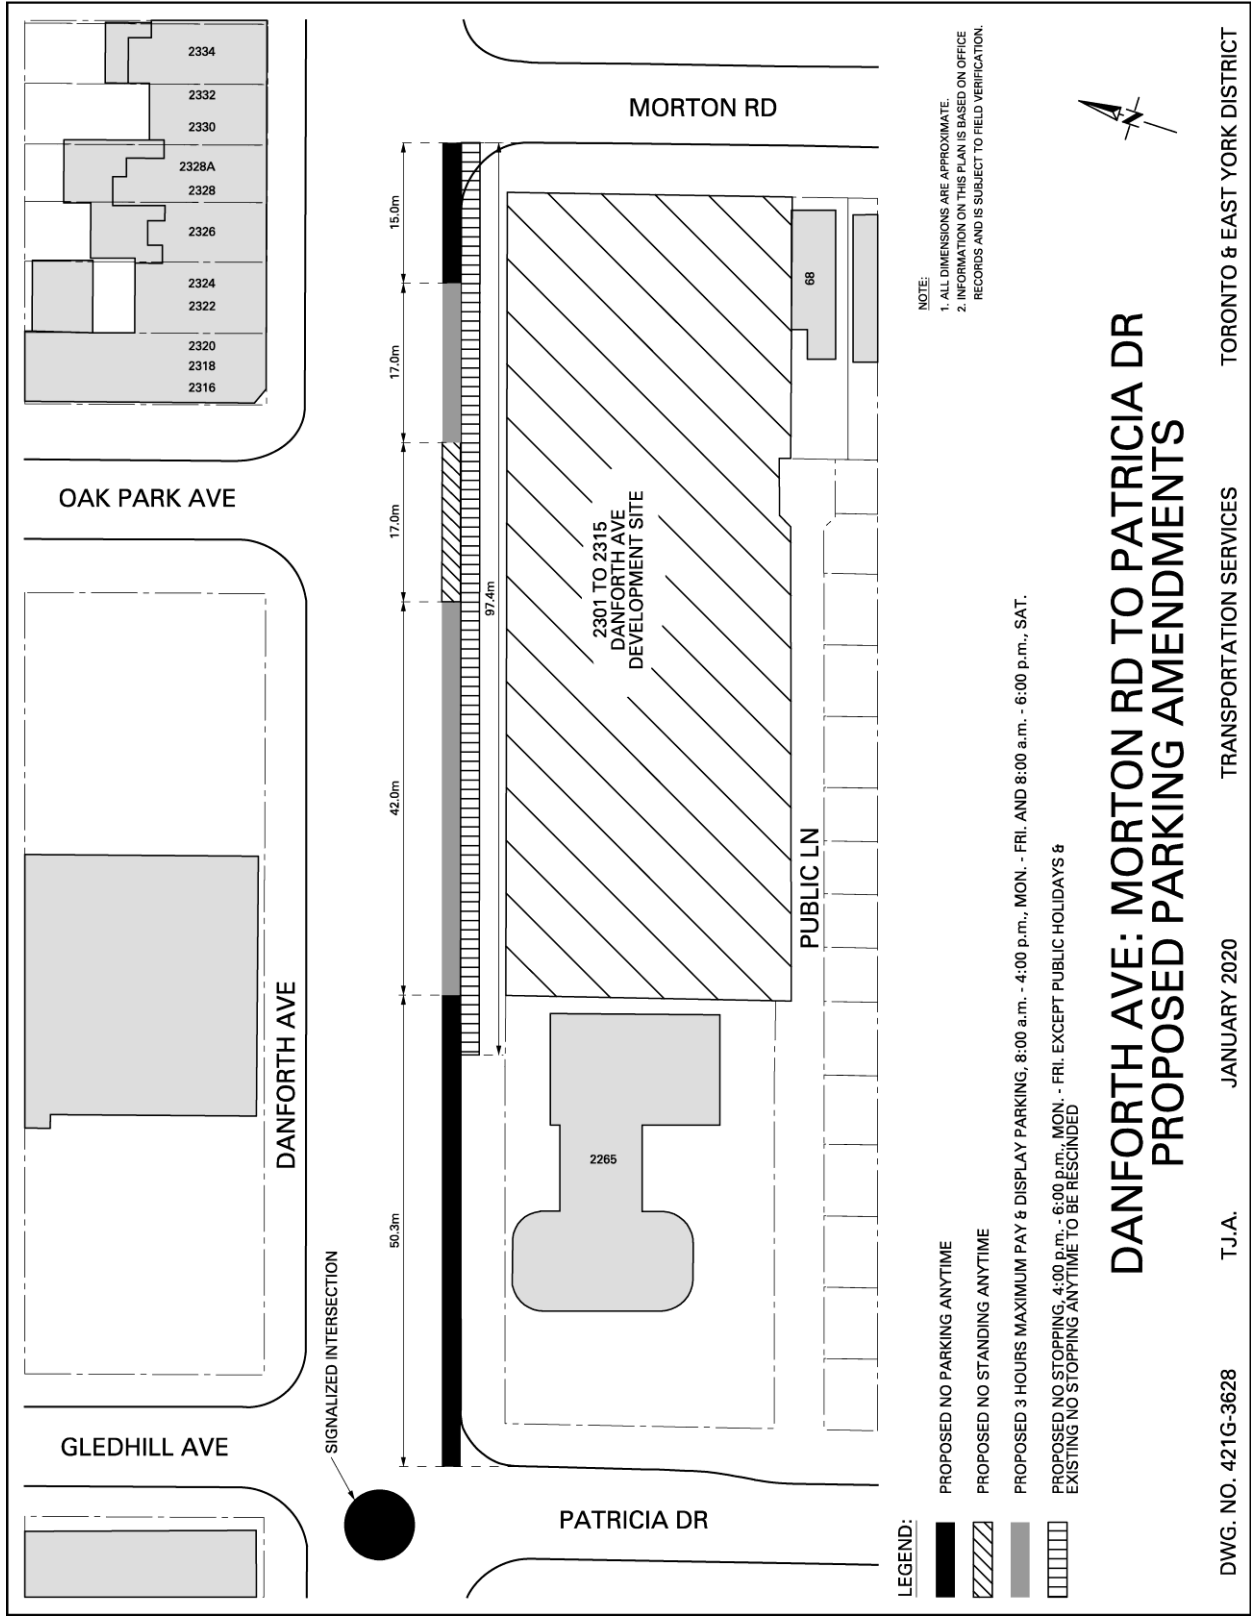 2334
2332
2330
2328A
2328
2326
2324
2322
2320
2318
2316
MORTON RD
OAK PARK AVE
DANFORTH AVE
GLEDHILL AVE
PATRICIA DR
PUBLIC LN
SIGNALIZED INTERSECTION
15.0m
17.0m
17.0m
42.0m
50.3m
97.4m
2301 TO 2315
DANFORTH AVE
DEVELOPMENT SITE
68
2265
N
NOTE:
1. ALL DIMENSIONS ARE APPROXIMATE.
2. INFORMATION ON THIS PLAN IS BASED ON OFFICE
RECORDS AND IS SUBJECT TO FIELD VERIFICATION.
LEGEND:
PROPOSED NO PARKING ANYTIME
PROPOSED NO STANDING ANYTIME
PROPOSED 3 HOURS MAXIMUM PAY & DISPLAY PARKING, 8:00 a.m. - 4:00 p.m., MON. - FRI. AND 8:00 a.m. - 6:00 p.m., SAT.
PROPOSED NO STOPPING, 4:00 p.m. - 6:00 p.m., MON. - FRI. EXCEPT PUBLIC HOLIDAYS &
EXISTING NO STOPPING ANYTIME TO BE RESCINDED
DANFORTH AVE: MORTON RD TO PATRICIA DR
PROPOSED PARKING AMENDMENTS
DWG. NO. 421G-3628
T.J.A.
JANUARY 2020
TRANSPORTATION SERVICES
TORONTO & EAST YORK DISTRICT